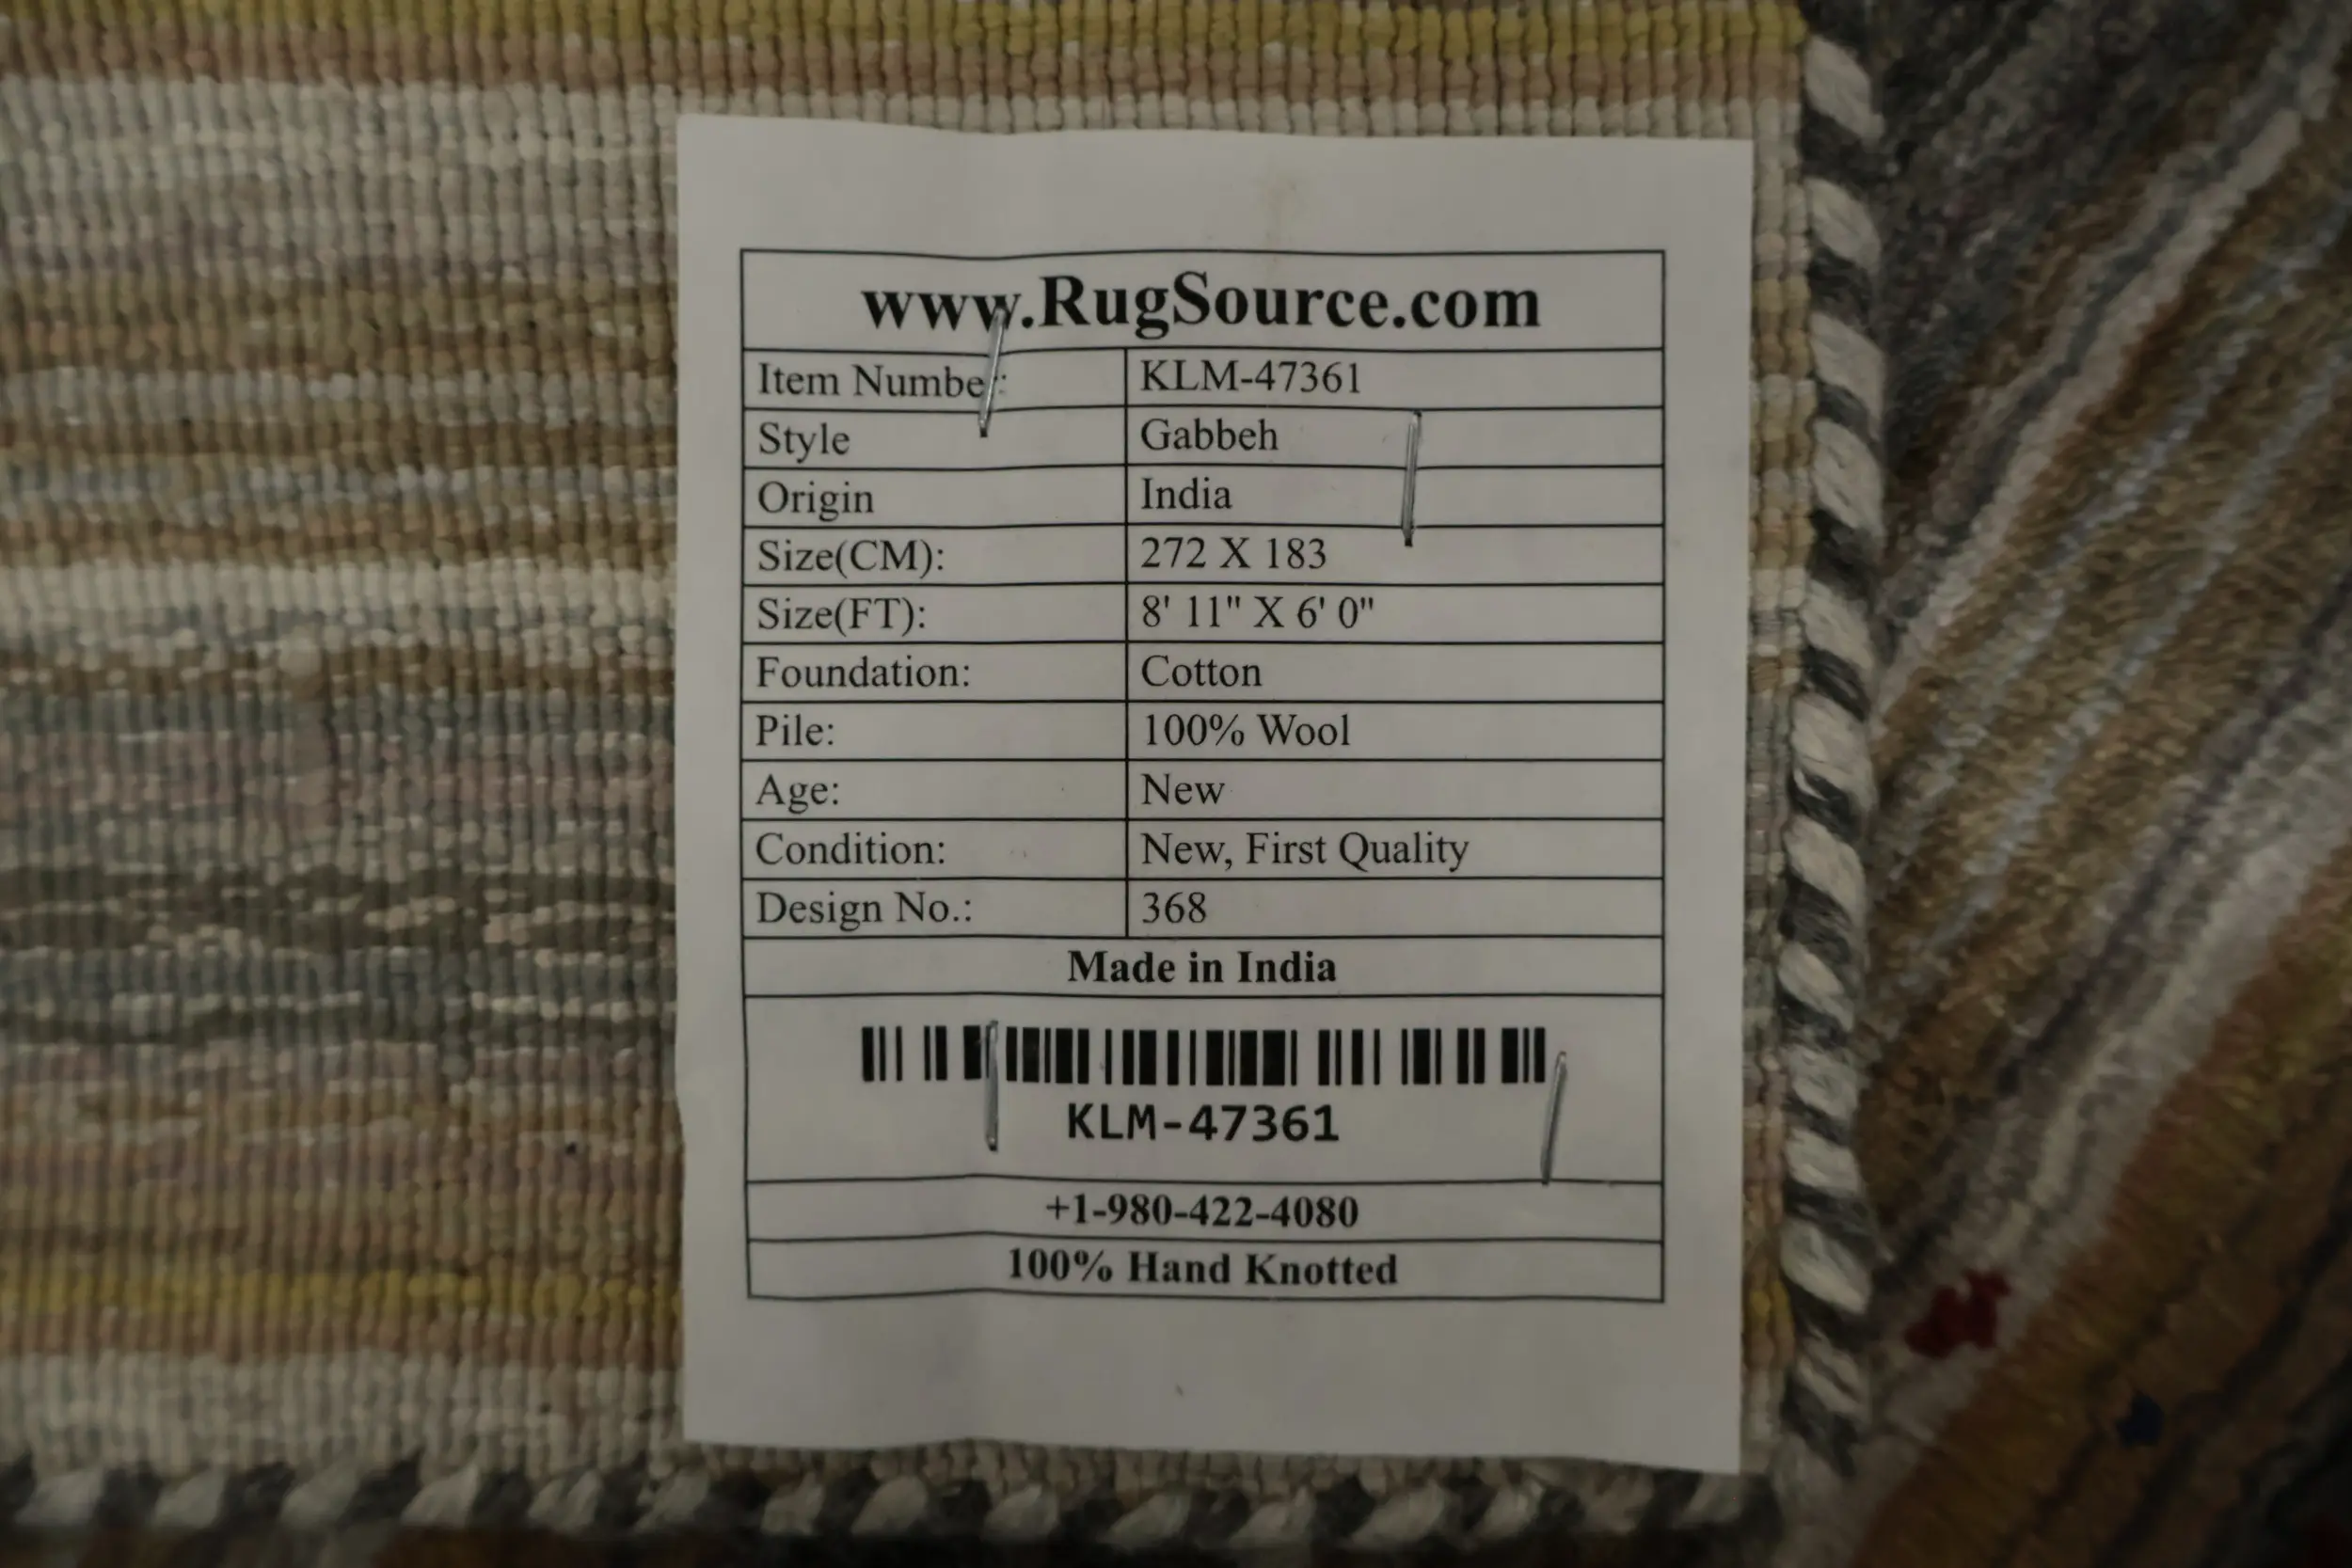 www.RugSource.com
Item Number: KLM-47361
Style Gabbeh
Origin India
Size(CM): 272 X 183
Size(FT): 8' 11" X 6' 0"
Foundation: Cotton
Pile: 100% Wool
Age: New
Condition: New, First Quality
Design No.: 368
Made in India
KLM-47361
+1-980-422-4080
100% Hand Knotted